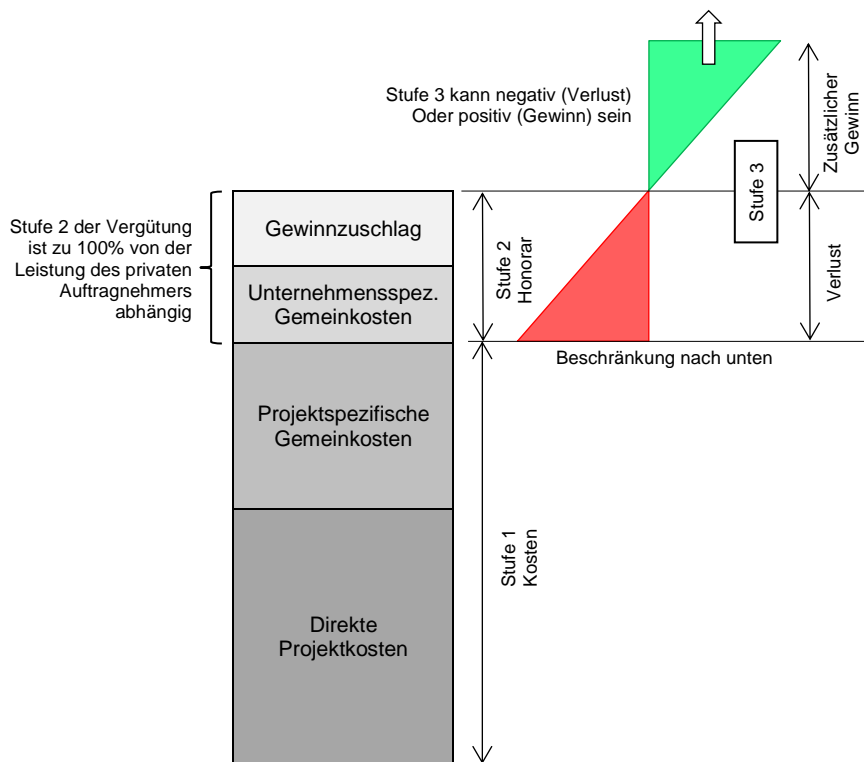 Stufe 3 kann negativ (Verlust)
Oder positiv (Gewinn) sein
Zusätzlicher
Gewinn
Stufe 3
Stufe 2 der Vergütung
ist zu 100% von der
Leistung des privaten
Auftragnehmers
abhängig
Gewinnzuschlag
Unternehmensspez.
Gemeinkosten
Stufe 2
Honorar
Verlust
Beschränkung nach unten
Projektspezifische
Gemeinkosten
Stufe 1
Kosten
Direkte
Projektkosten